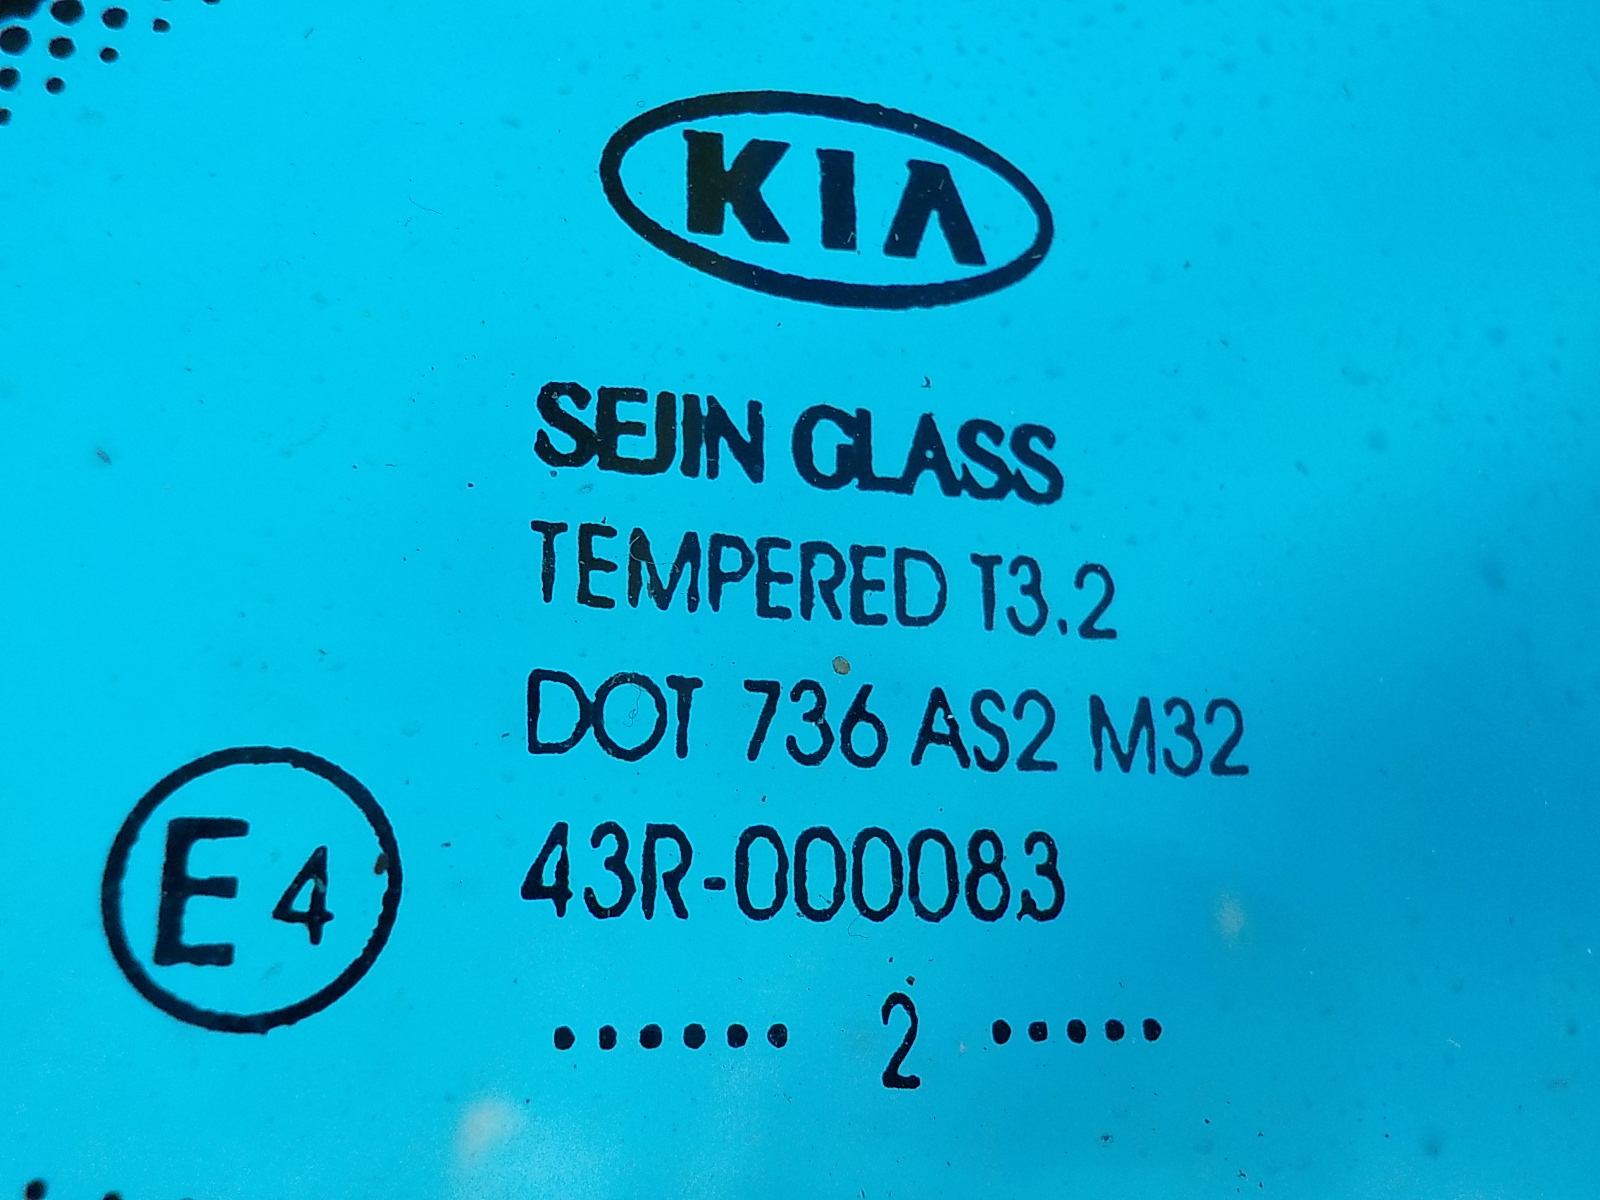 KIA
SEJIN GLASS
TEMPERED T3.2
DOT 736 AS2 M32
E4
43R-000083
...... 2 .....